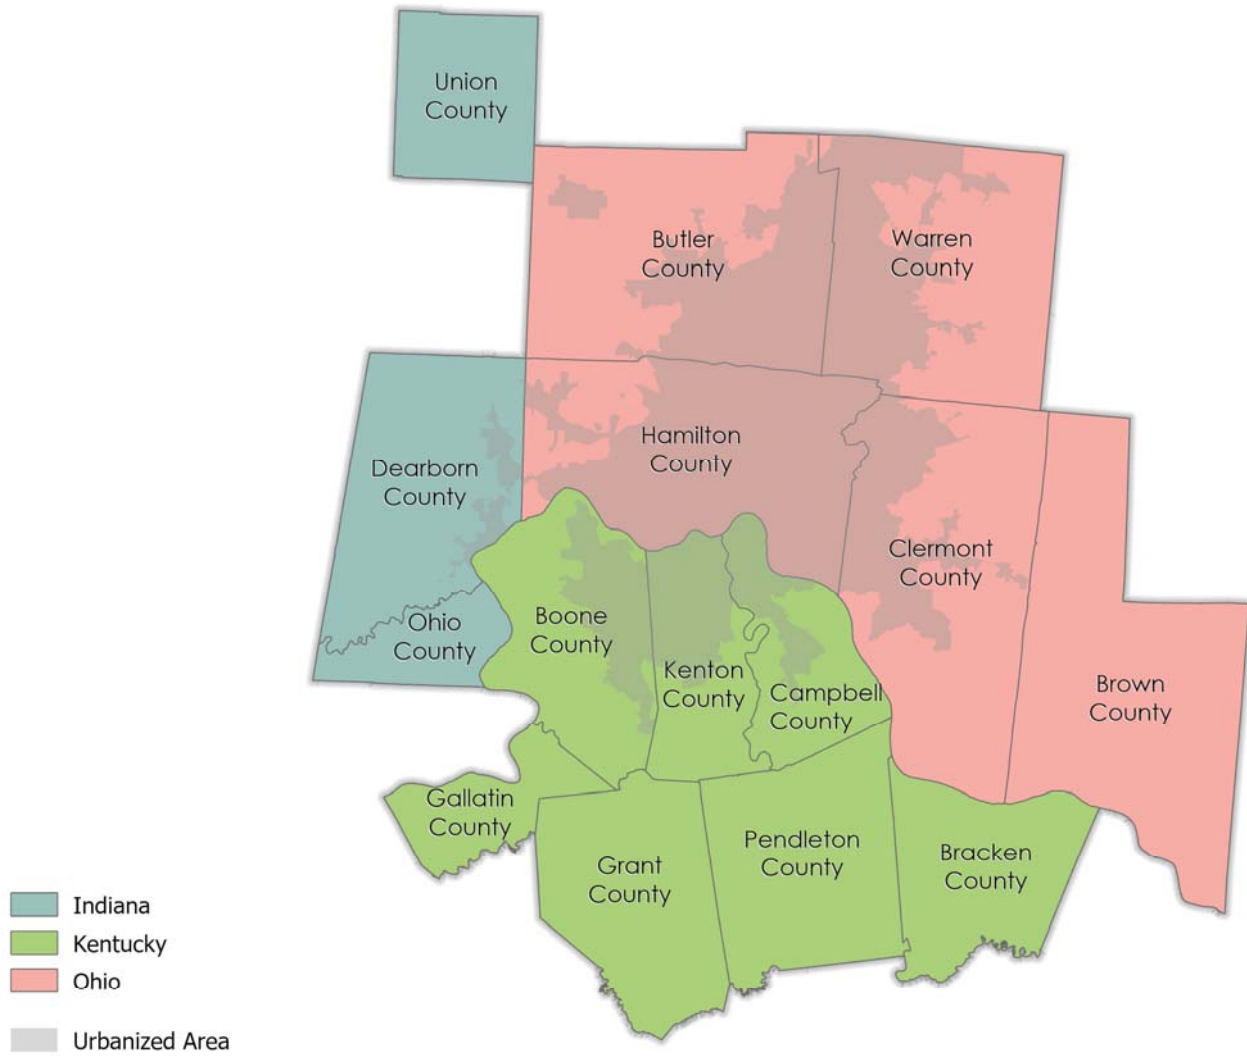 Union
County
Butler
County
Warren
County
Hamilton
County
Dearborn
County
Clermont
County
Ohio
County
Boone
County
Kenton
County
Campbell
County
Brown
County
Gallatin
County
Grant
County
Pendleton
County
Bracken
County
Indiana
Kentucky
Ohio
Urbanized Area